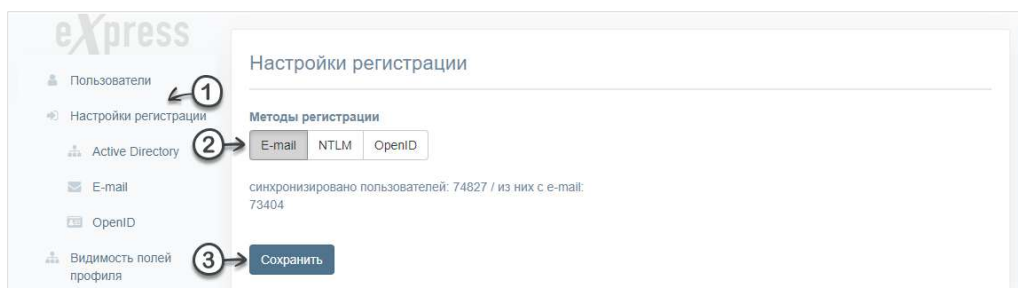 eXpress
Пользователи
1
Настройки регистрации
Active Directory
E-mail
OpenID
Видимость полей
профиля
Настройки регистрации
Методы регистрации
2
E-mail NTLM OpenID
синхронизировано пользователей: 74827 / из них с e-mail:
73404
3
Сохранить